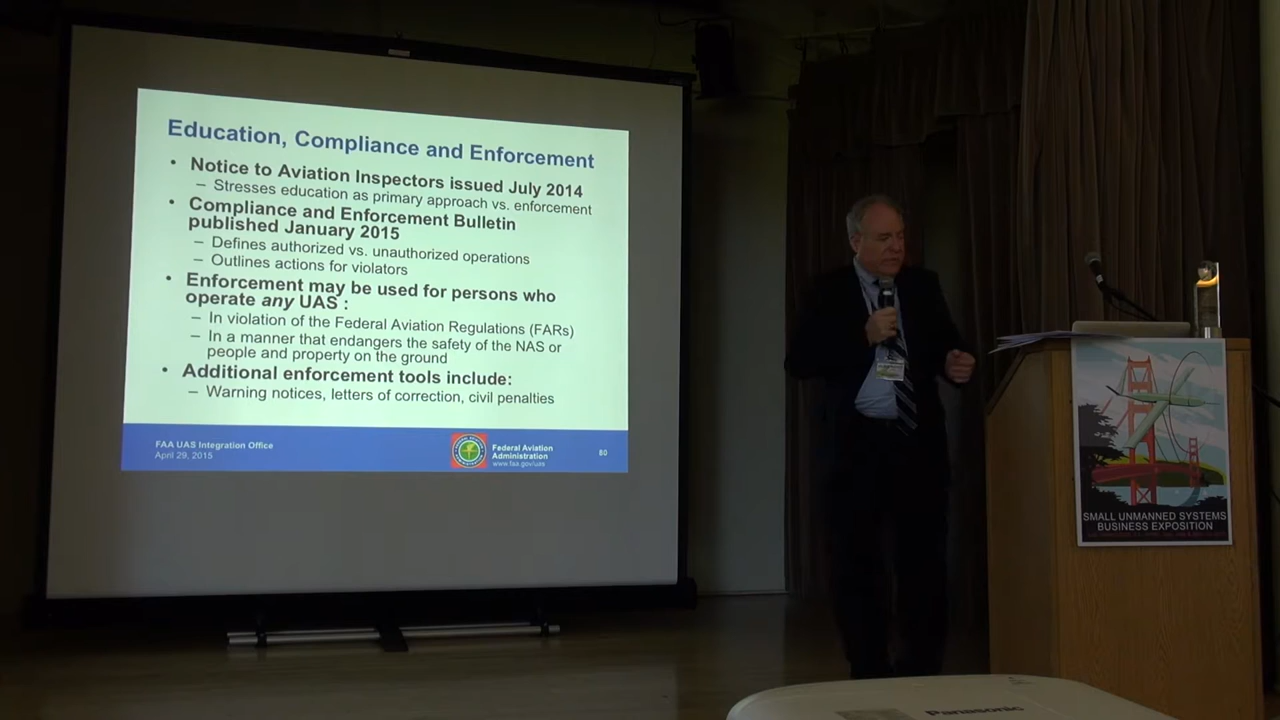 Education, Compliance and Enforcement
• Notice to Aviation Inspectors issued July 2014
– Stresses education as primary approach vs. enforcement
• Compliance and Enforcement Bulletin
published January 2015
– Defines authorized vs. unauthorized operations
– Outlines actions for violators
• Enforcement may be used for persons who
operate any UAS :
– In violation of the Federal Aviation Regulations (FARs)
– In a manner that endangers the safety of the NAS or
people and property on the ground
• Additional enforcement tools include:
– Warning notices, letters of correction, civil penalties
FAA UAS Integration Office
April 29, 2015
Federal Aviation
Administration
www.faa.gov/uas
80
SMALL UNMANNED SYSTEMS
BUSINESS EXPOSITION
Panasonic